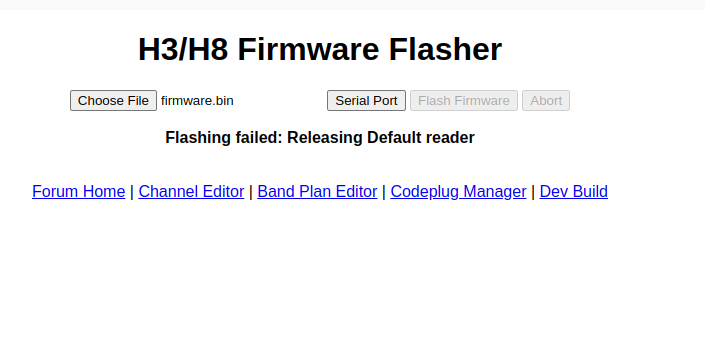 H3/H8 Firmware Flasher
Choose File firmware.bin Serial Port Flash Firmware Abort
Flashing failed: Releasing Default reader
Forum Home | Channel Editor | Band Plan Editor | Codeplug Manager | Dev Build